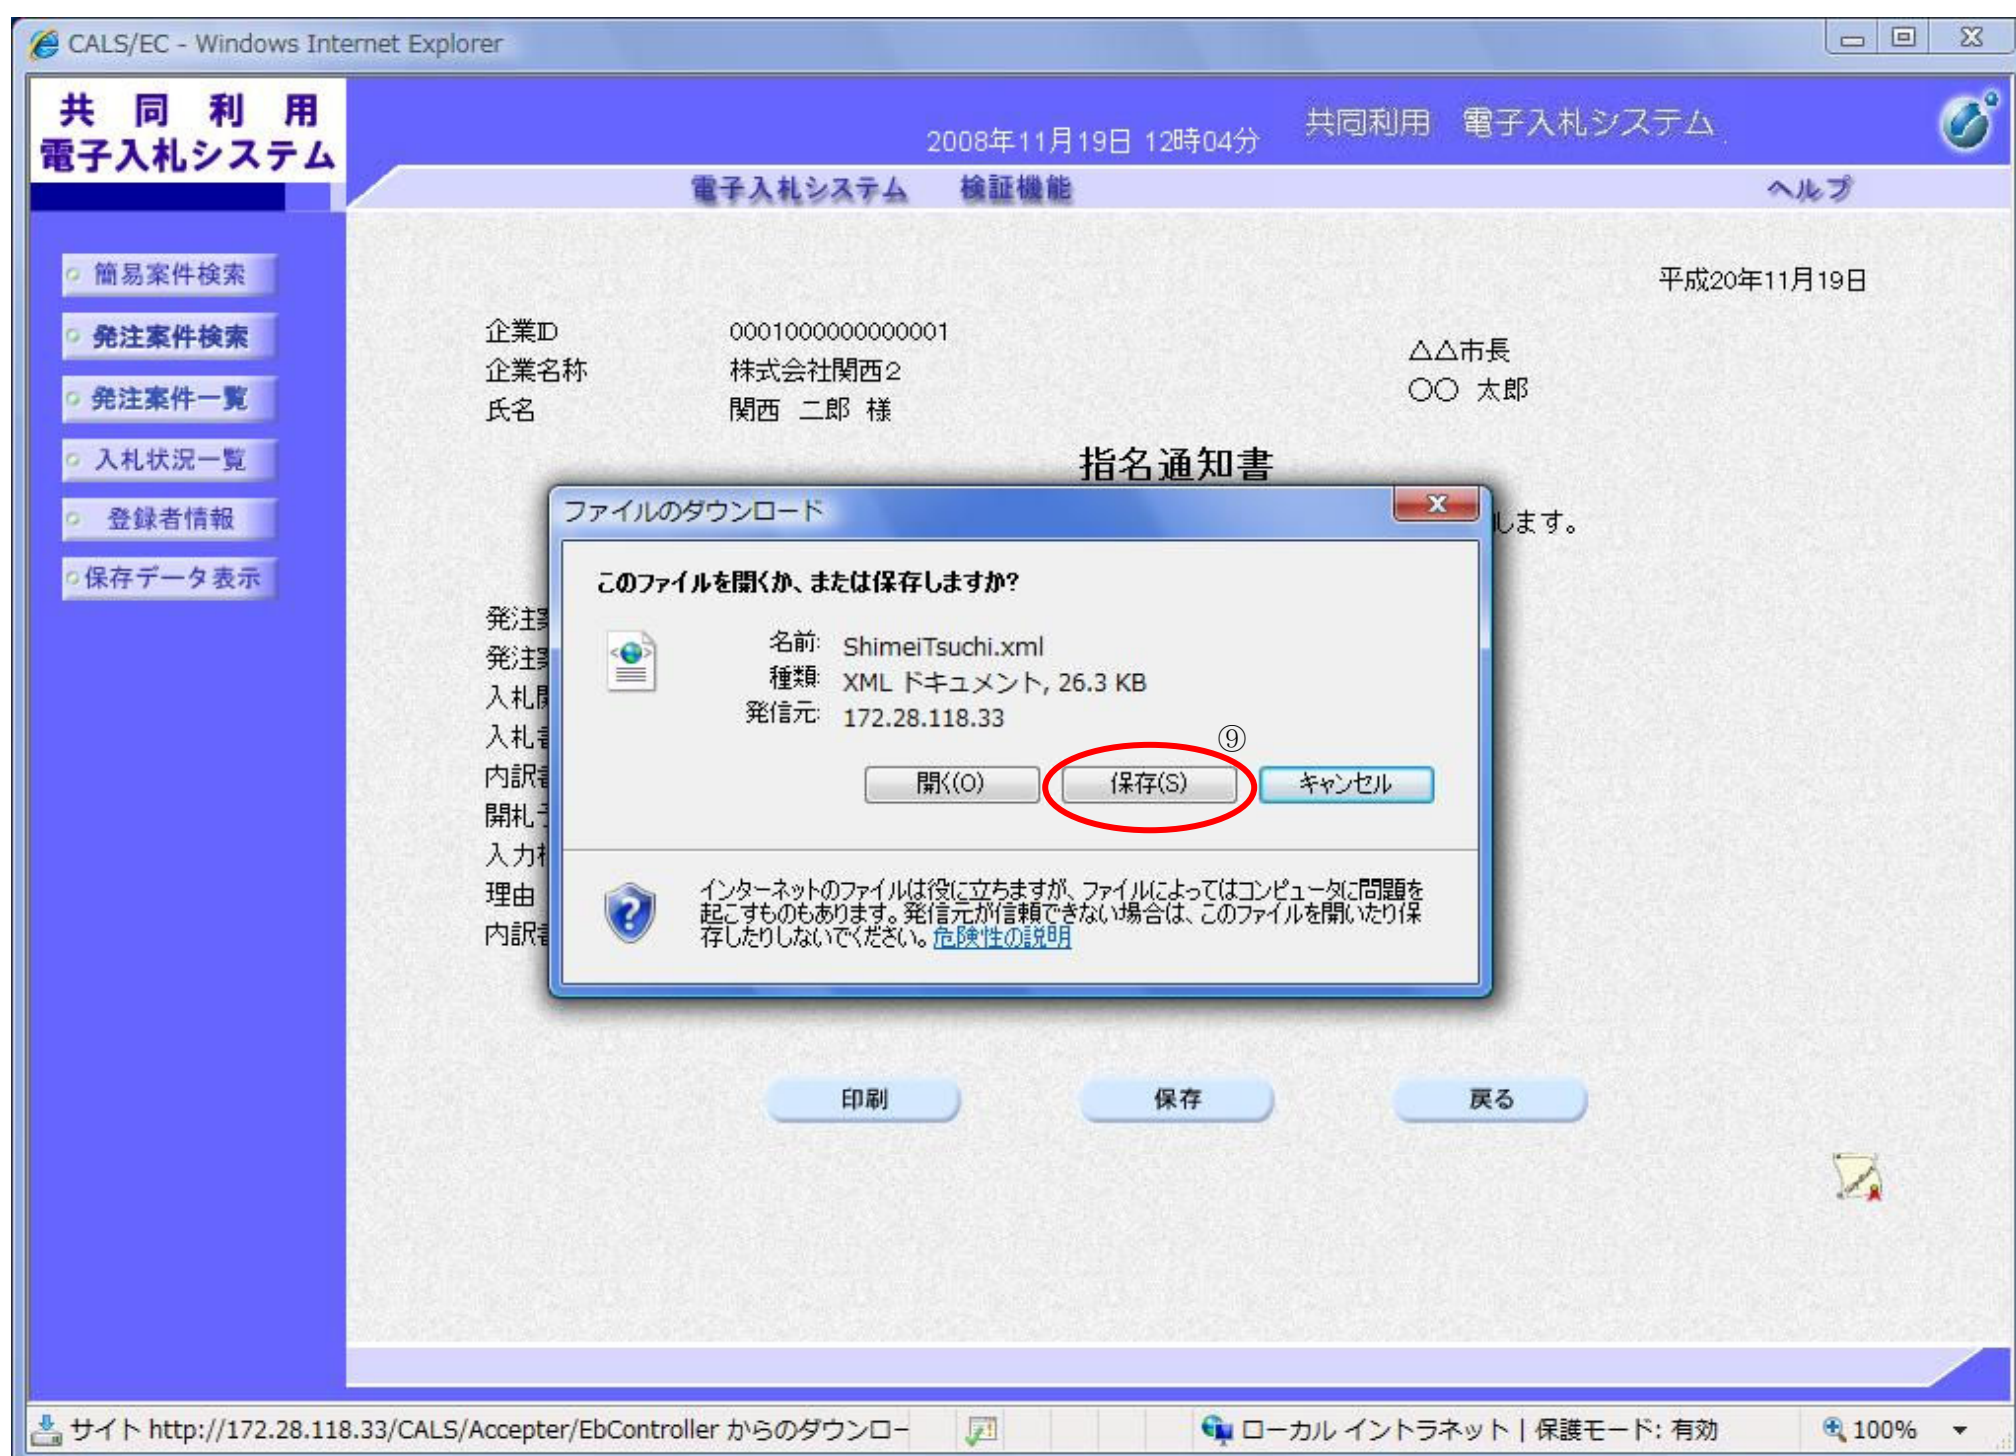 CALS/EC - Windows Internet Explorer
共 同 利 用
電子入札システム
2008年11月19日 12時04分
共同利用 電子入札システム
電子入札システム 検証機能 ヘルプ
簡易案件検索
発注案件検索
発注案件一覧
入札状況一覧
登録者情報
保存データ表示
平成20年11月19日
企業ID 0001000000000001
企業名称 株式会社関西2
氏名 関西 二郎 様
△△市長
〇〇 太郎
指名通知書
します。
発注
発注
入札
入札
内訳
開札
入力
理由
内訳
ファイルのダウンロード
このファイルを開くか、または保存しますか?
名前: ShimeiTsuchi.xml
種類: XML ドキュメント, 26.3 KB
発信元: 172.28.118.33
⑨
開く(O) 保存(S) キャンセル
インターネットのファイルは役に立ちますが、ファイルによってはコンピュータに問題を
起こすものもあります。発信元が信頼できない場合は、このファイルを開いたり保
存したりしないでください。危険性の説明
印刷 保存 戻る
サイト http://172.28.118.33/CALS/Accepter/EbController からのダウンロー
ローカル イントラネット | 保護モード: 有効
100%